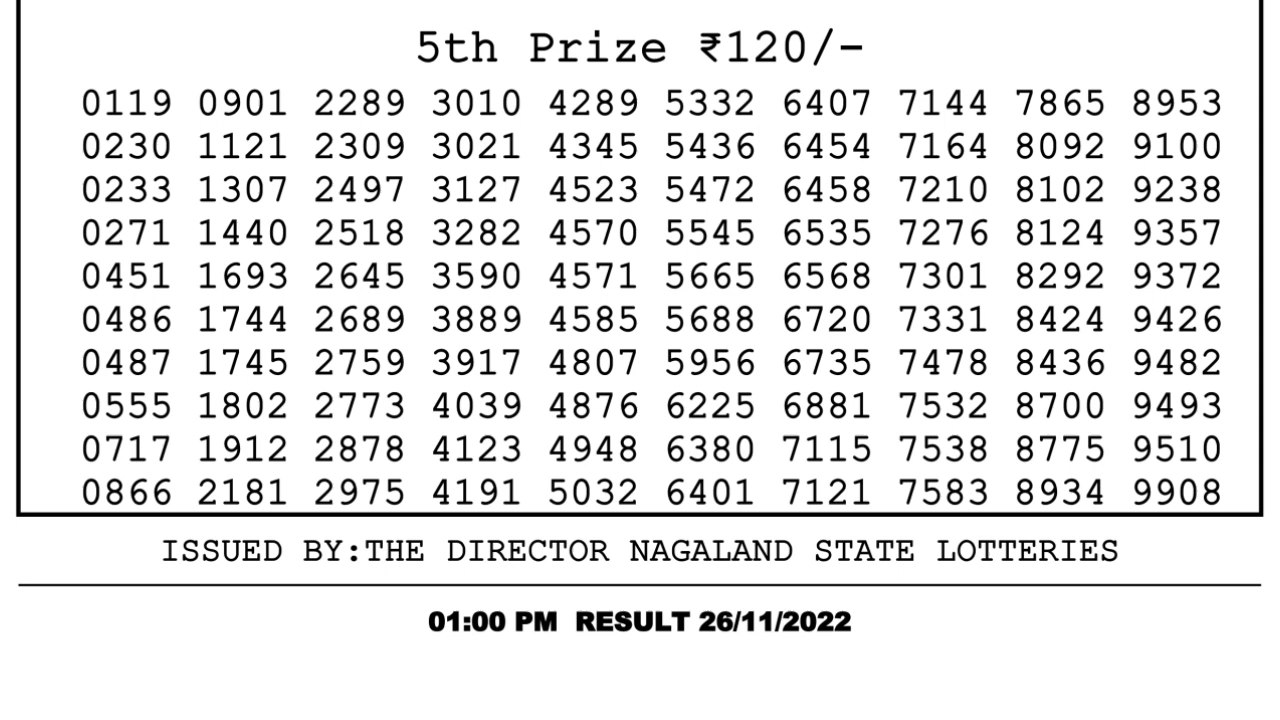 5th Prize ₹120/-
0119 0901 2289 3010 4289 5332 6407 7144 7865 8953
0230 1121 2309 3021 4345 5436 6454 7164 8092 9100
0233 1307 2497 3127 4523 5472 6458 7210 8102 9238
0271 1440 2518 3282 4570 5545 6535 7276 8124 9357
0451 1693 2645 3590 4571 5665 6568 7301 8292 9372
0486 1744 2689 3889 4585 5688 6720 7331 8424 9426
0487 1745 2759 3917 4807 5956 6735 7478 8436 9482
0555 1802 2773 4039 4876 6225 6881 7532 8700 9493
0717 1912 2878 4123 4948 6380 7115 7538 8775 9510
0866 2181 2975 4191 5032 6401 7121 7583 8934 9908
ISSUED BY:THE DIRECTOR NAGALAND STATE LOTTERIES
01:00 PM RESULT 26/11/2022